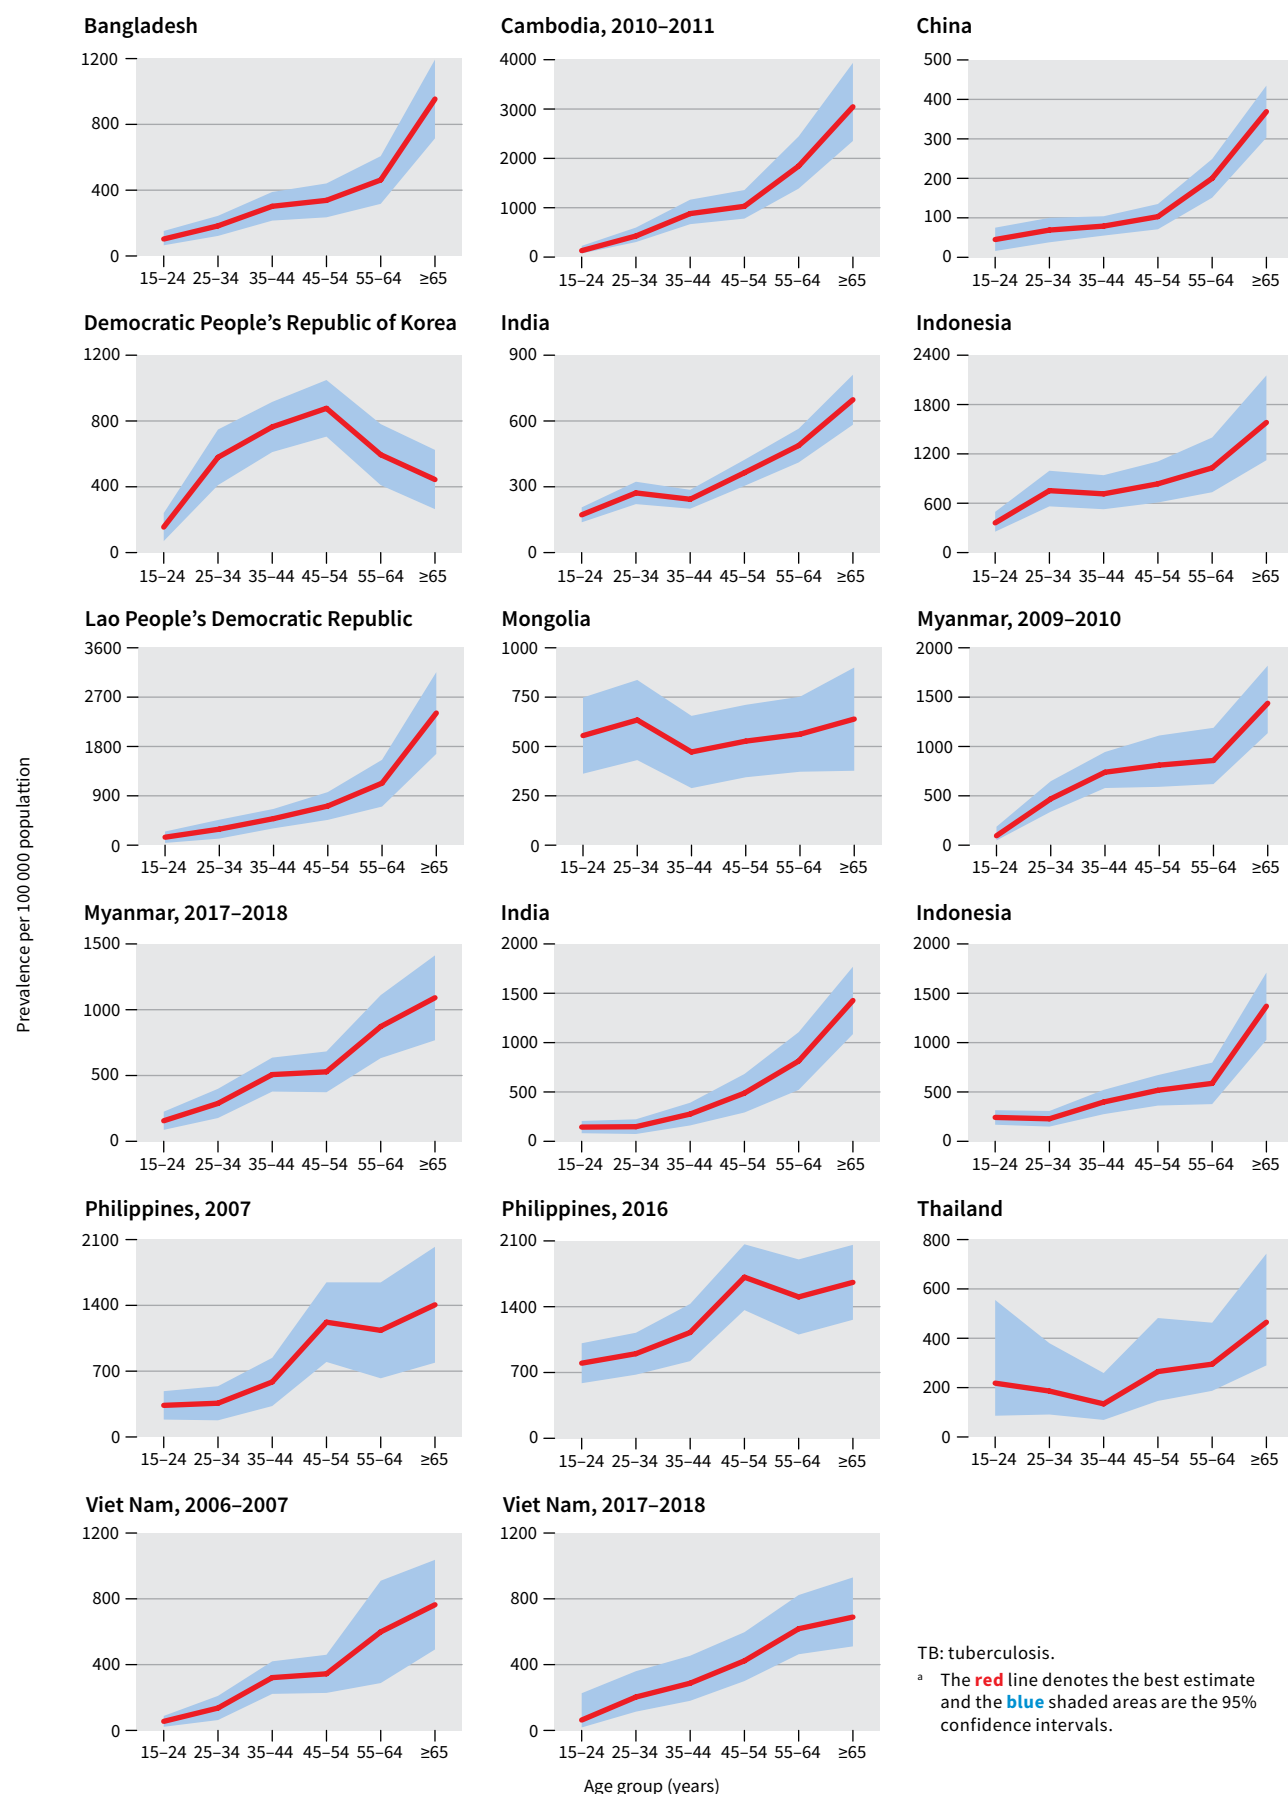 Bangladesh
1200
800
400
0
15–24 25–34 35–44 45–54 55–64 ≥65
Cambodia, 2010–2011
4000
3000
2000
1000
0
15–24 25–34 35–44 45–54 55–64 ≥65
China
500
400
300
200
100
0
15–24 25–34 35–44 45–54 55–64 ≥65
Democratic People’s Republic of Korea
1200
800
400
0
15–24 25–34 35–44 45–54 55–64 ≥65
India
900
600
300
0
15–24 25–34 35–44 45–54 55–64 ≥65
Indonesia
2400
1800
1200
600
0
15–24 25–34 35–44 45–54 55–64 ≥65
Lao People’s Democratic Republic
3600
2700
1800
900
0
15–24 25–34 35–44 45–54 55–64 ≥65
Mongolia
1000
750
500
250
0
15–24 25–34 35–44 45–54 55–64 ≥65
Myanmar, 2009–2010
2000
1500
1000
500
0
15–24 25–34 35–44 45–54 55–64 ≥65
Prevalence per 100 000 populattion
Myanmar, 2017–2018
1500
1000
500
0
15–24 25–34 35–44 45–54 55–64 ≥65
India
2000
1500
1000
500
0
15–24 25–34 35–44 45–54 55–64 ≥65
Indonesia
2000
1500
1000
500
0
15–24 25–34 35–44 45–54 55–64 ≥65
Philippines, 2007
2100
1400
700
0
15–24 25–34 35–44 45–54 55–64 ≥65
Philippines, 2016
2100
1400
700
0
15–24 25–34 35–44 45–54 55–64 ≥65
Thailand
800
600
400
200
0
15–24 25–34 35–44 45–54 55–64 ≥65
Viet Nam, 2006–2007
1200
800
400
0
15–24 25–34 35–44 45–54 55–64 ≥65
Viet Nam, 2017–2018
1200
800
400
0
15–24 25–34 35–44 45–54 55–64 ≥65
TB: tuberculosis.
a The red line denotes the best estimate
and the blue shaded areas are the 95%
confidence intervals.
Age group (years)